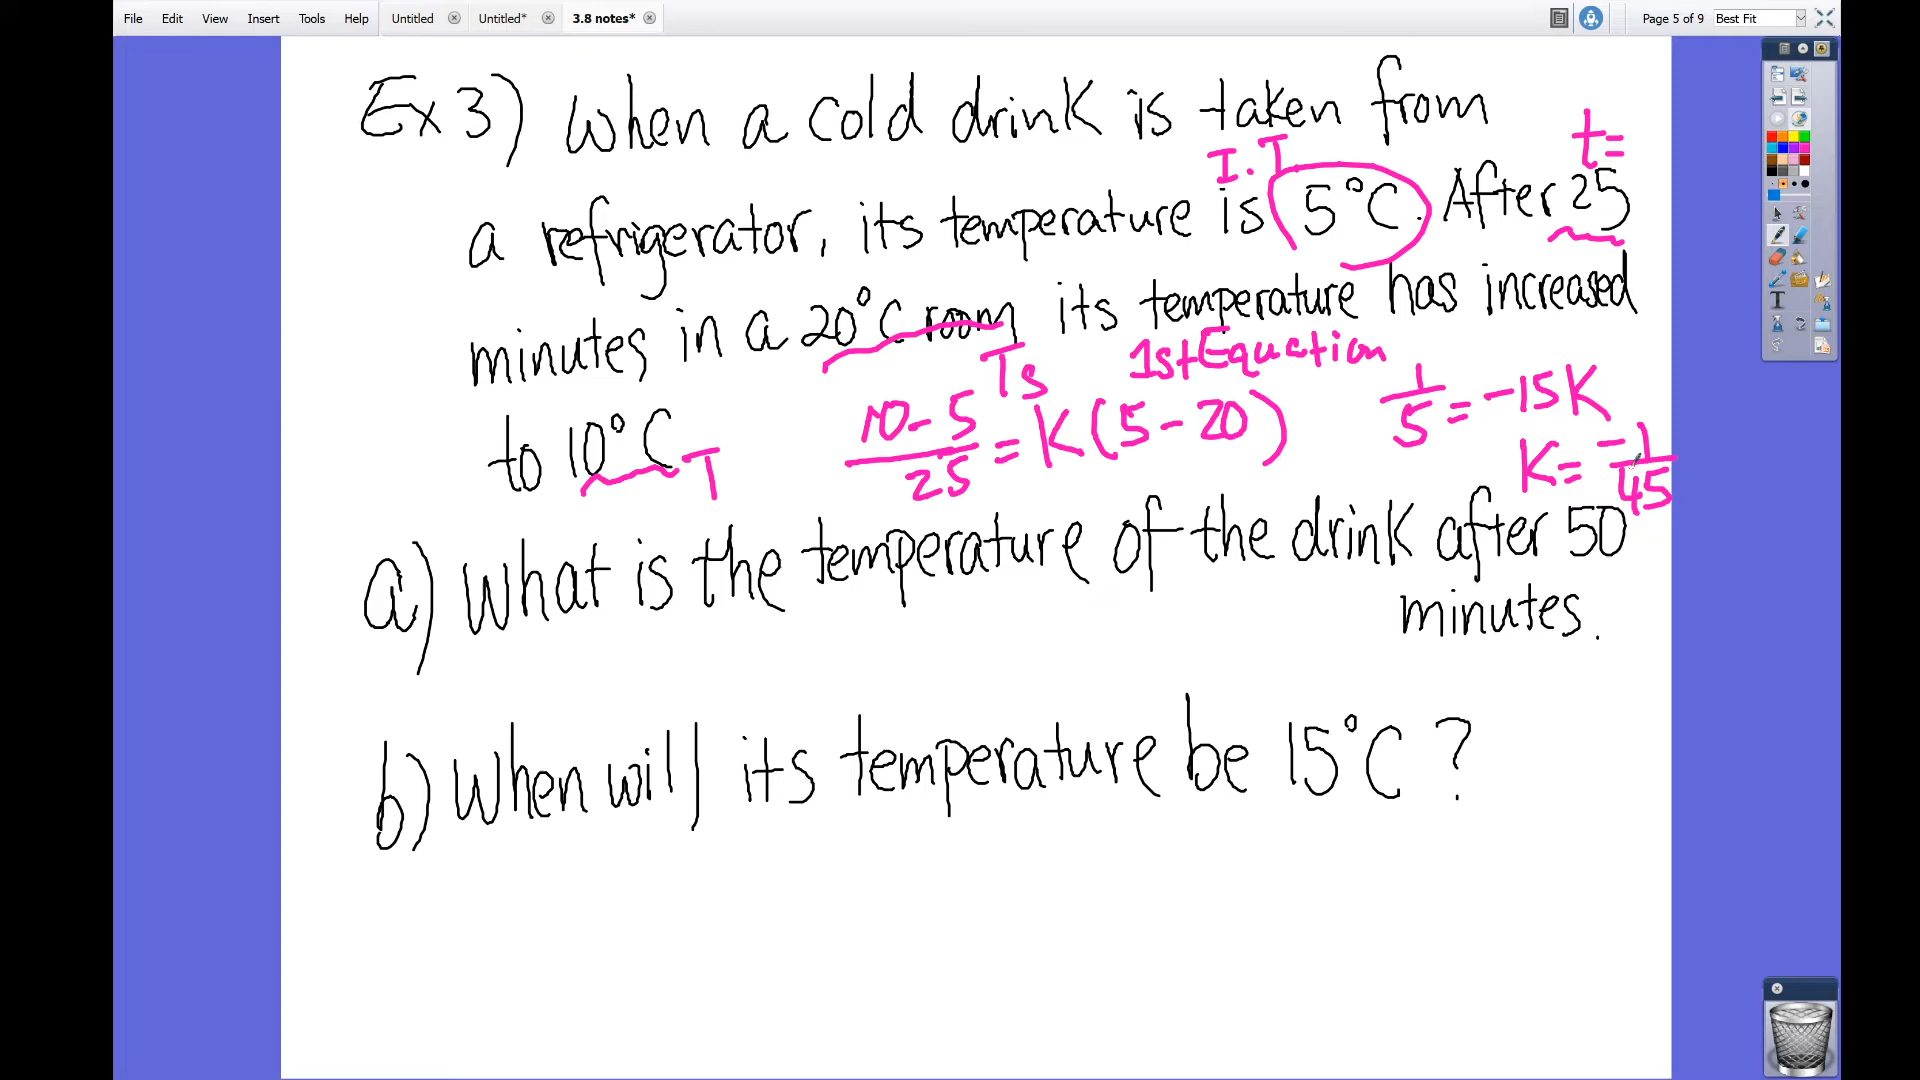 File Edit View Insert Tools Help Untitled Untitled* 3.8 notes* Page 5 of 9 Best Fit
Ex 3) When a cold drink is taken from
t=
I.T
a refrigerator, its temperature is 5°C. After 25
minutes in a 20°C room its temperature has increased
Ts 1st Equation
to 10°C T 10-5/25 = K(5-20) 1/5 = -15K
K = -1/45
a) What is the temperature of the drink after 50
minutes.
b) When will its temperature be 15°C?